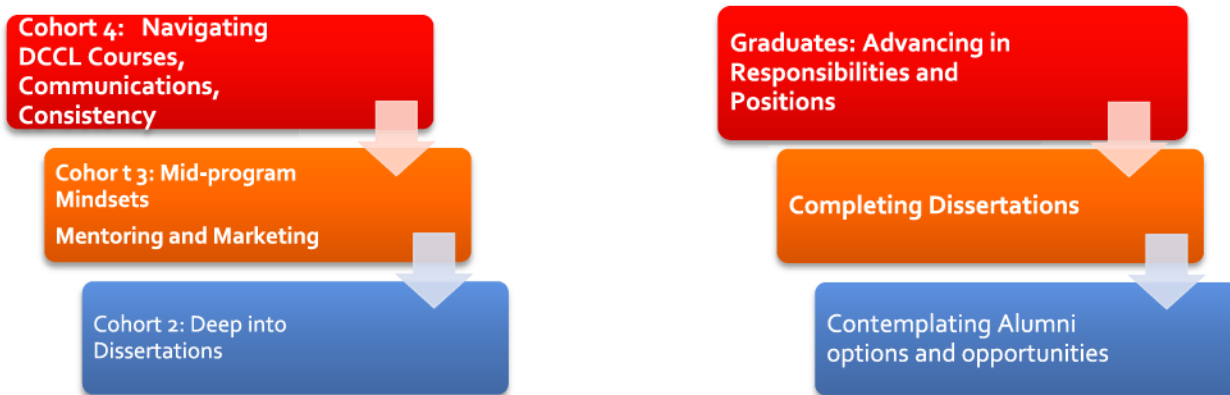 Cohort 4:   Navigating
DCCL Courses,
Communications,
Consistency
Cohor t 3: Mid-program
Mindsets
Mentoring and Marketing
Cohort 2: Deep into
Dissertations
Graduates: Advancing in
Responsibilities and
Positions
Completing Dissertations
Contemplating Alumni
options and opportunities